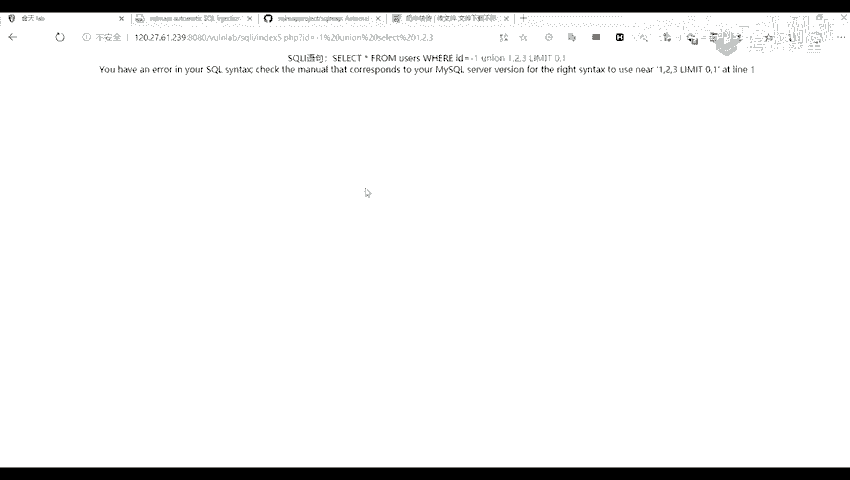 合天 lab
sqlmap: automatic SQL injection
sqlmapproject/sqlmap: Automati
不安全 120.27.61.239:8080/vulnlab/sqli/index5.php?id=-1%20union%20select%201,2,3
SQL语句: SELECT * FROM users WHERE id=-1 union 1,2,3 LIMIT 0,1
You have an error in your SQL syntax; check the manual that corresponds to your MySQL server version for the right syntax to use near '1,2,3 LIMIT 0,1' at line 1